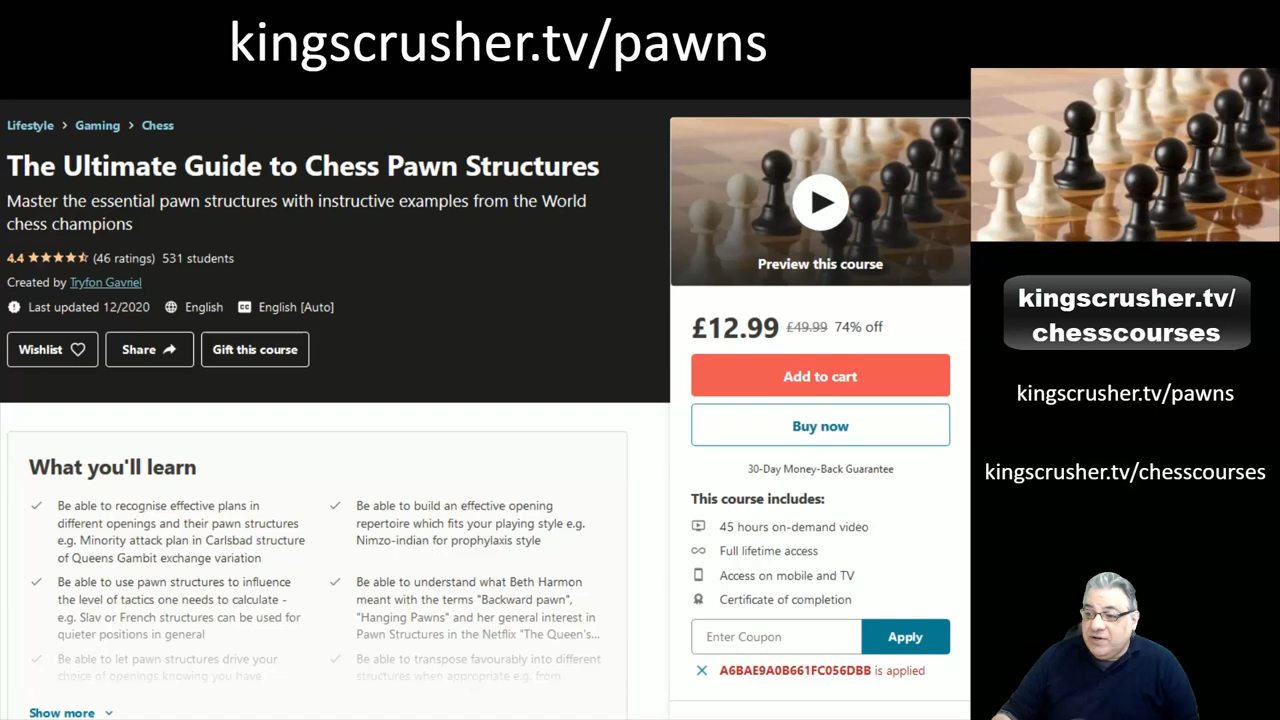 kingscrusher.tv/pawns
Lifestyle > Gaming > Chess
The Ultimate Guide to Chess Pawn Structures
Master the essential pawn structures with instructive examples from the World
chess champions
4.4 (46 ratings) 531 students
Created by Tryfon Gavriel
Last updated 12/2020 English CC English [Auto]
Wishlist Share Gift this course
What you'll learn
Be able to recognise effective plans in
different openings and their pawn structures
e.g. Minority attack plan in Carlsbad structure
of Queens Gambit exchange variation
Be able to use pawn structures to influence
the level of tactics one needs to calculate -
e.g. Slav or French structures can be used for
quieter positions in general
Be able to let pawn structures drive your
choice of openings knowing you have
Be able to build an effective opening
repertoire which fits your playing style e.g.
Nimzo-indian for prophylaxis style
Be able to understand what Beth Harmon
meant with the terms "Backward pawn",
"Hanging Pawns" and her general interest in
Pawn Structures in the Netflix "The Queen's...
Be able to transpose favourably into different
structures when appropriate e.g. from
Show more
Preview this course
£12.99 £49.99 74% off
Add to cart
Buy now
30-Day Money-Back Guarantee
This course includes:
45 hours on-demand video
Full lifetime access
Access on mobile and TV
Certificate of completion
Enter Coupon Apply
A6BAE9A0B661FC056DBB is applied
kingscrusher.tv/
chesscourses
kingscrusher.tv/pawns
kingscrusher.tv/chesscourses